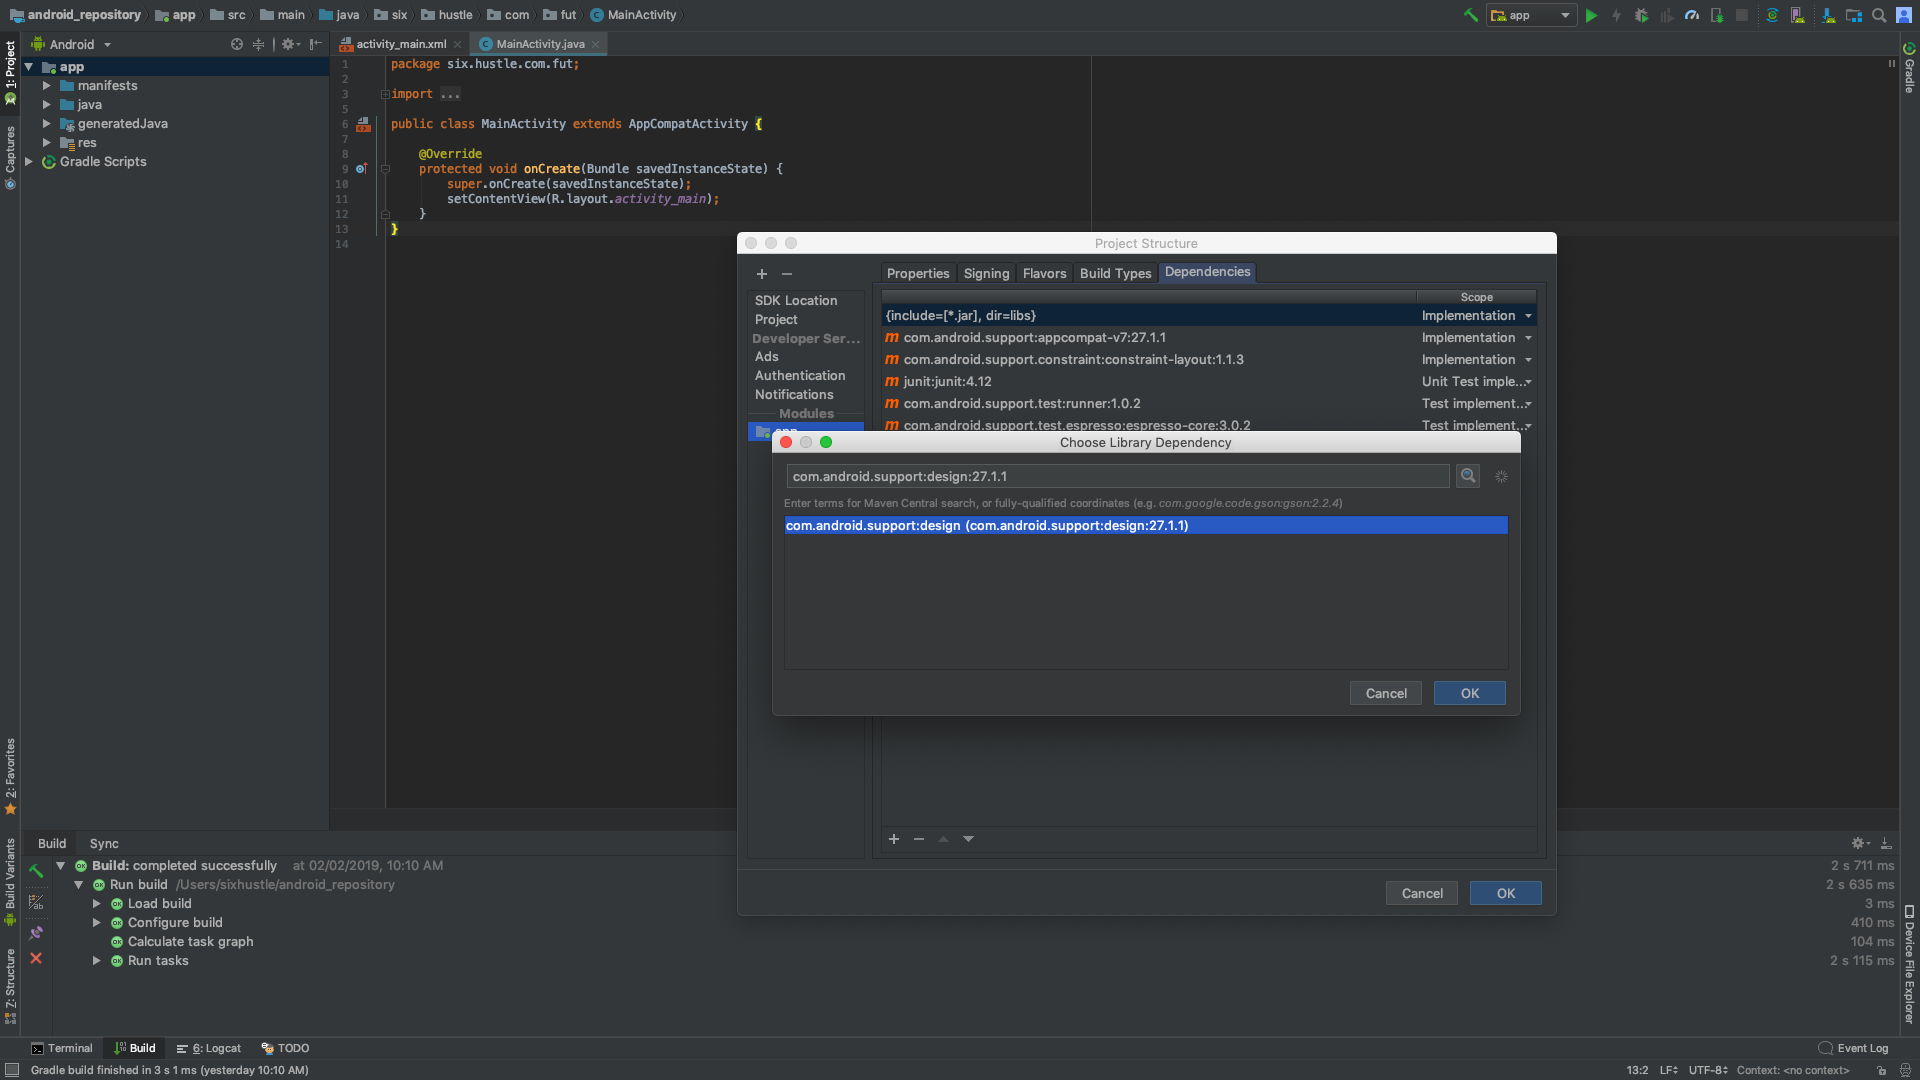 android_repository app src main java six hustle com fut MainActivity
app
Android
activity_main.xml MainActivity.java
1: Project
Captures
2: Favorites
Build Variants
Z: Structure
Gradle
Device File Explorer
app
manifests
java
generatedJava
res
Gradle Scripts
1 package six.hustle.com.fut;
2
3 import ...
5
6 public class MainActivity extends AppCompatActivity {
7
8 @Override
9 protected void onCreate(Bundle savedInstanceState) {
10 super.onCreate(savedInstanceState);
11 setContentView(R.layout.activity_main);
12 }
13 }
14
Project Structure
Properties Signing Flavors Build Types Dependencies
SDK Location
Project
Developer Ser...
Ads
Authentication
Notifications
Modules
app
Scope
{include=[*.jar], dir=libs} Implementation
m com.android.support:appcompat-v7:27.1.1 Implementation
m com.android.support.constraint:constraint-layout:1.1.3 Implementation
m junit:junit:4.12 Unit Test imple...
m com.android.support.test:runner:1.0.2 Test implement...
m com.android.support.test.espresso:espresso-core:3.0.2 Test implement...
Choose Library Dependency
com.android.support:design:27.1.1
Enter terms for Maven Central search, or fully-qualified coordinates (e.g. com.google.code.gson:gson:2.2.4)
com.android.support:design (com.android.support:design:27.1.1)
Cancel OK
Cancel OK
Build Sync
Build: completed successfully at 02/02/2019, 10:10 AM 2 s 711 ms
Run build /Users/sixhustle/android_repository 2 s 635 ms
Load build 3 ms
Configure build 410 ms
Calculate task graph 104 ms
Run tasks 2 s 115 ms
Terminal Build 6: Logcat TODO Event Log
Gradle build finished in 3 s 1 ms (yesterday 10:10 AM) 13:2 LF UTF-8 Context: <no context>